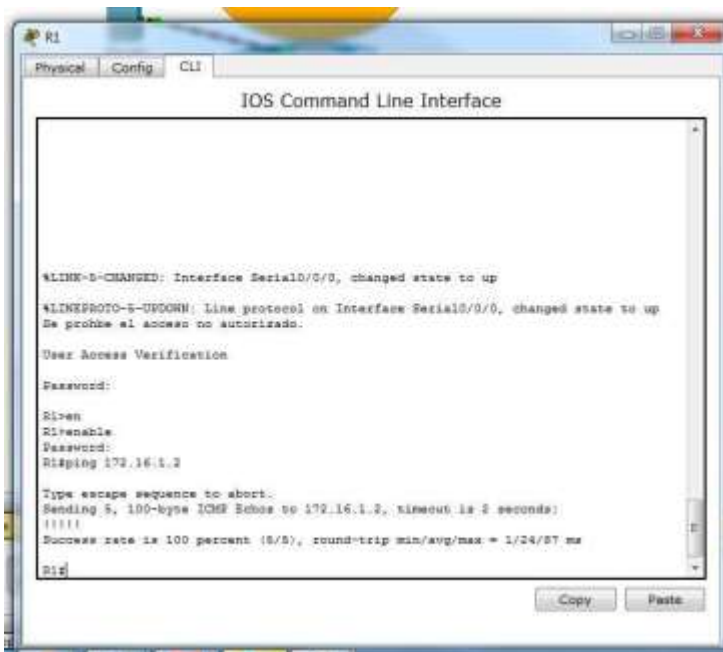 R1
Physical Config CLI
IOS Command Line Interface
%LINK-5-CHANGED: Interface Serial0/0/0, changed state to up
%LINEPROTO-5-UPDOWN: Line protocol on Interface Serial0/0/0, changed state to up
Se prohbe el acceso no autorizado.
User Access Verification
Password:
R1>en
R1>enable
Password:
R1#ping 172.16.1.2
Type escape sequence to abort.
Sending 5, 100-byte ICMP Echos to 172.16.1.2, timeout is 2 seconds:
!!!!!
Success rate is 100 percent (5/5), round-trip min/avg/max = 1/24/87 ms
R1#
Copy Paste